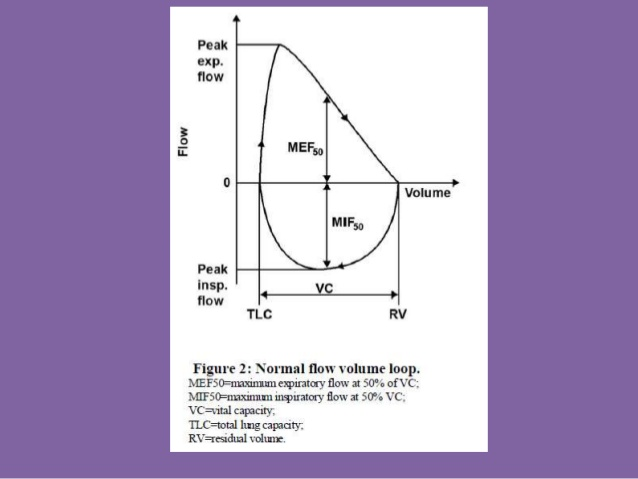 Peak
exp.
flow
Flow
MEF50
0
Volume
MIF50
Peak
insp.
flow
VC
TLC
RV
Figure 2: Normal flow volume loop.
MEF50=maximum expiratory flow at 50% of VC;
MIF50=maximum inspiratory flow at 50% VC;
VC=vital capacity;
TLC=total lung capacity;
RV=residual volume.